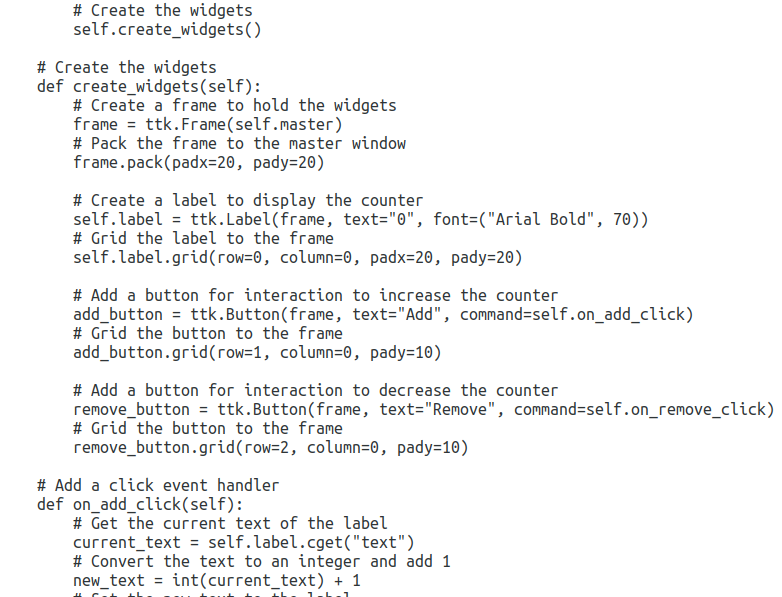 # Create the widgets
        self.create_widgets()

    # Create the widgets
    def create_widgets(self):
        # Create a frame to hold the widgets
        frame = ttk.Frame(self.master)
        # Pack the frame to the master window
        frame.pack(padx=20, pady=20)

        # Create a label to display the counter
        self.label = ttk.Label(frame, text="0", font=("Arial Bold", 70))
        # Grid the label to the frame
        self.label.grid(row=0, column=0, padx=20, pady=20)

        # Add a button for interaction to increase the counter
        add_button = ttk.Button(frame, text="Add", command=self.on_add_click)
        # Grid the button to the frame
        add_button.grid(row=1, column=0, pady=10)

        # Add a button for interaction to decrease the counter
        remove_button = ttk.Button(frame, text="Remove", command=self.on_remove_click)
        # Grid the button to the frame
        remove_button.grid(row=2, column=0, pady=10)

    # Add a click event handler
    def on_add_click(self):
        # Get the current text of the label
        current_text = self.label.cget("text")
        # Convert the text to an integer and add 1
        new_text = int(current_text) + 1
        # Set the new text to the label